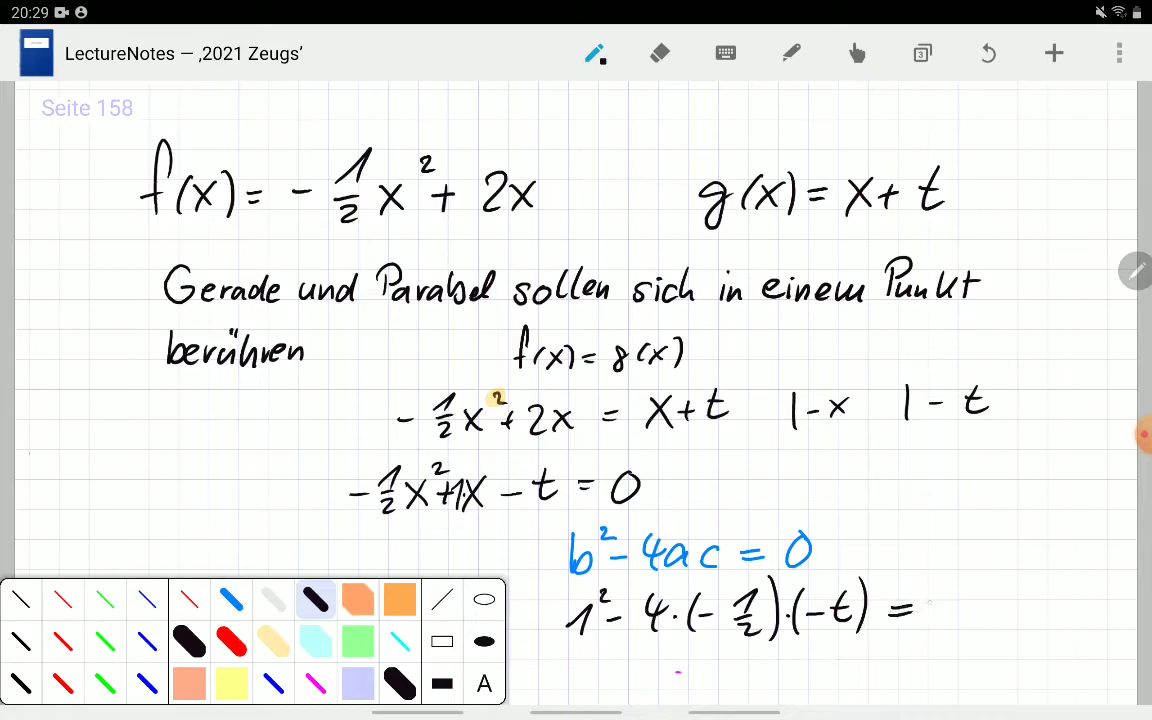 20:29
LectureNotes — ‚2021 Zeugs’
3
Seite 158
f(x) = - 1/2 x² + 2x g(x) = x + t
Gerade und Parabel sollen sich in einem Punkt
berühren f(x) = g(x)
- 1/2 x² + 2x = x + t | - x | - t
- 1/2 x² + 1x - t = 0
b² - 4ac = 0
1² - 4 · (- 1/2) · (- t) =
A